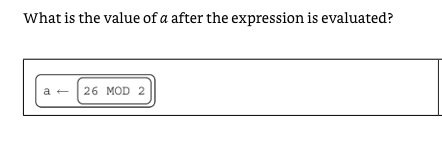 What is the value of a after the expression is evaluated?
a ← 26 MOD 2